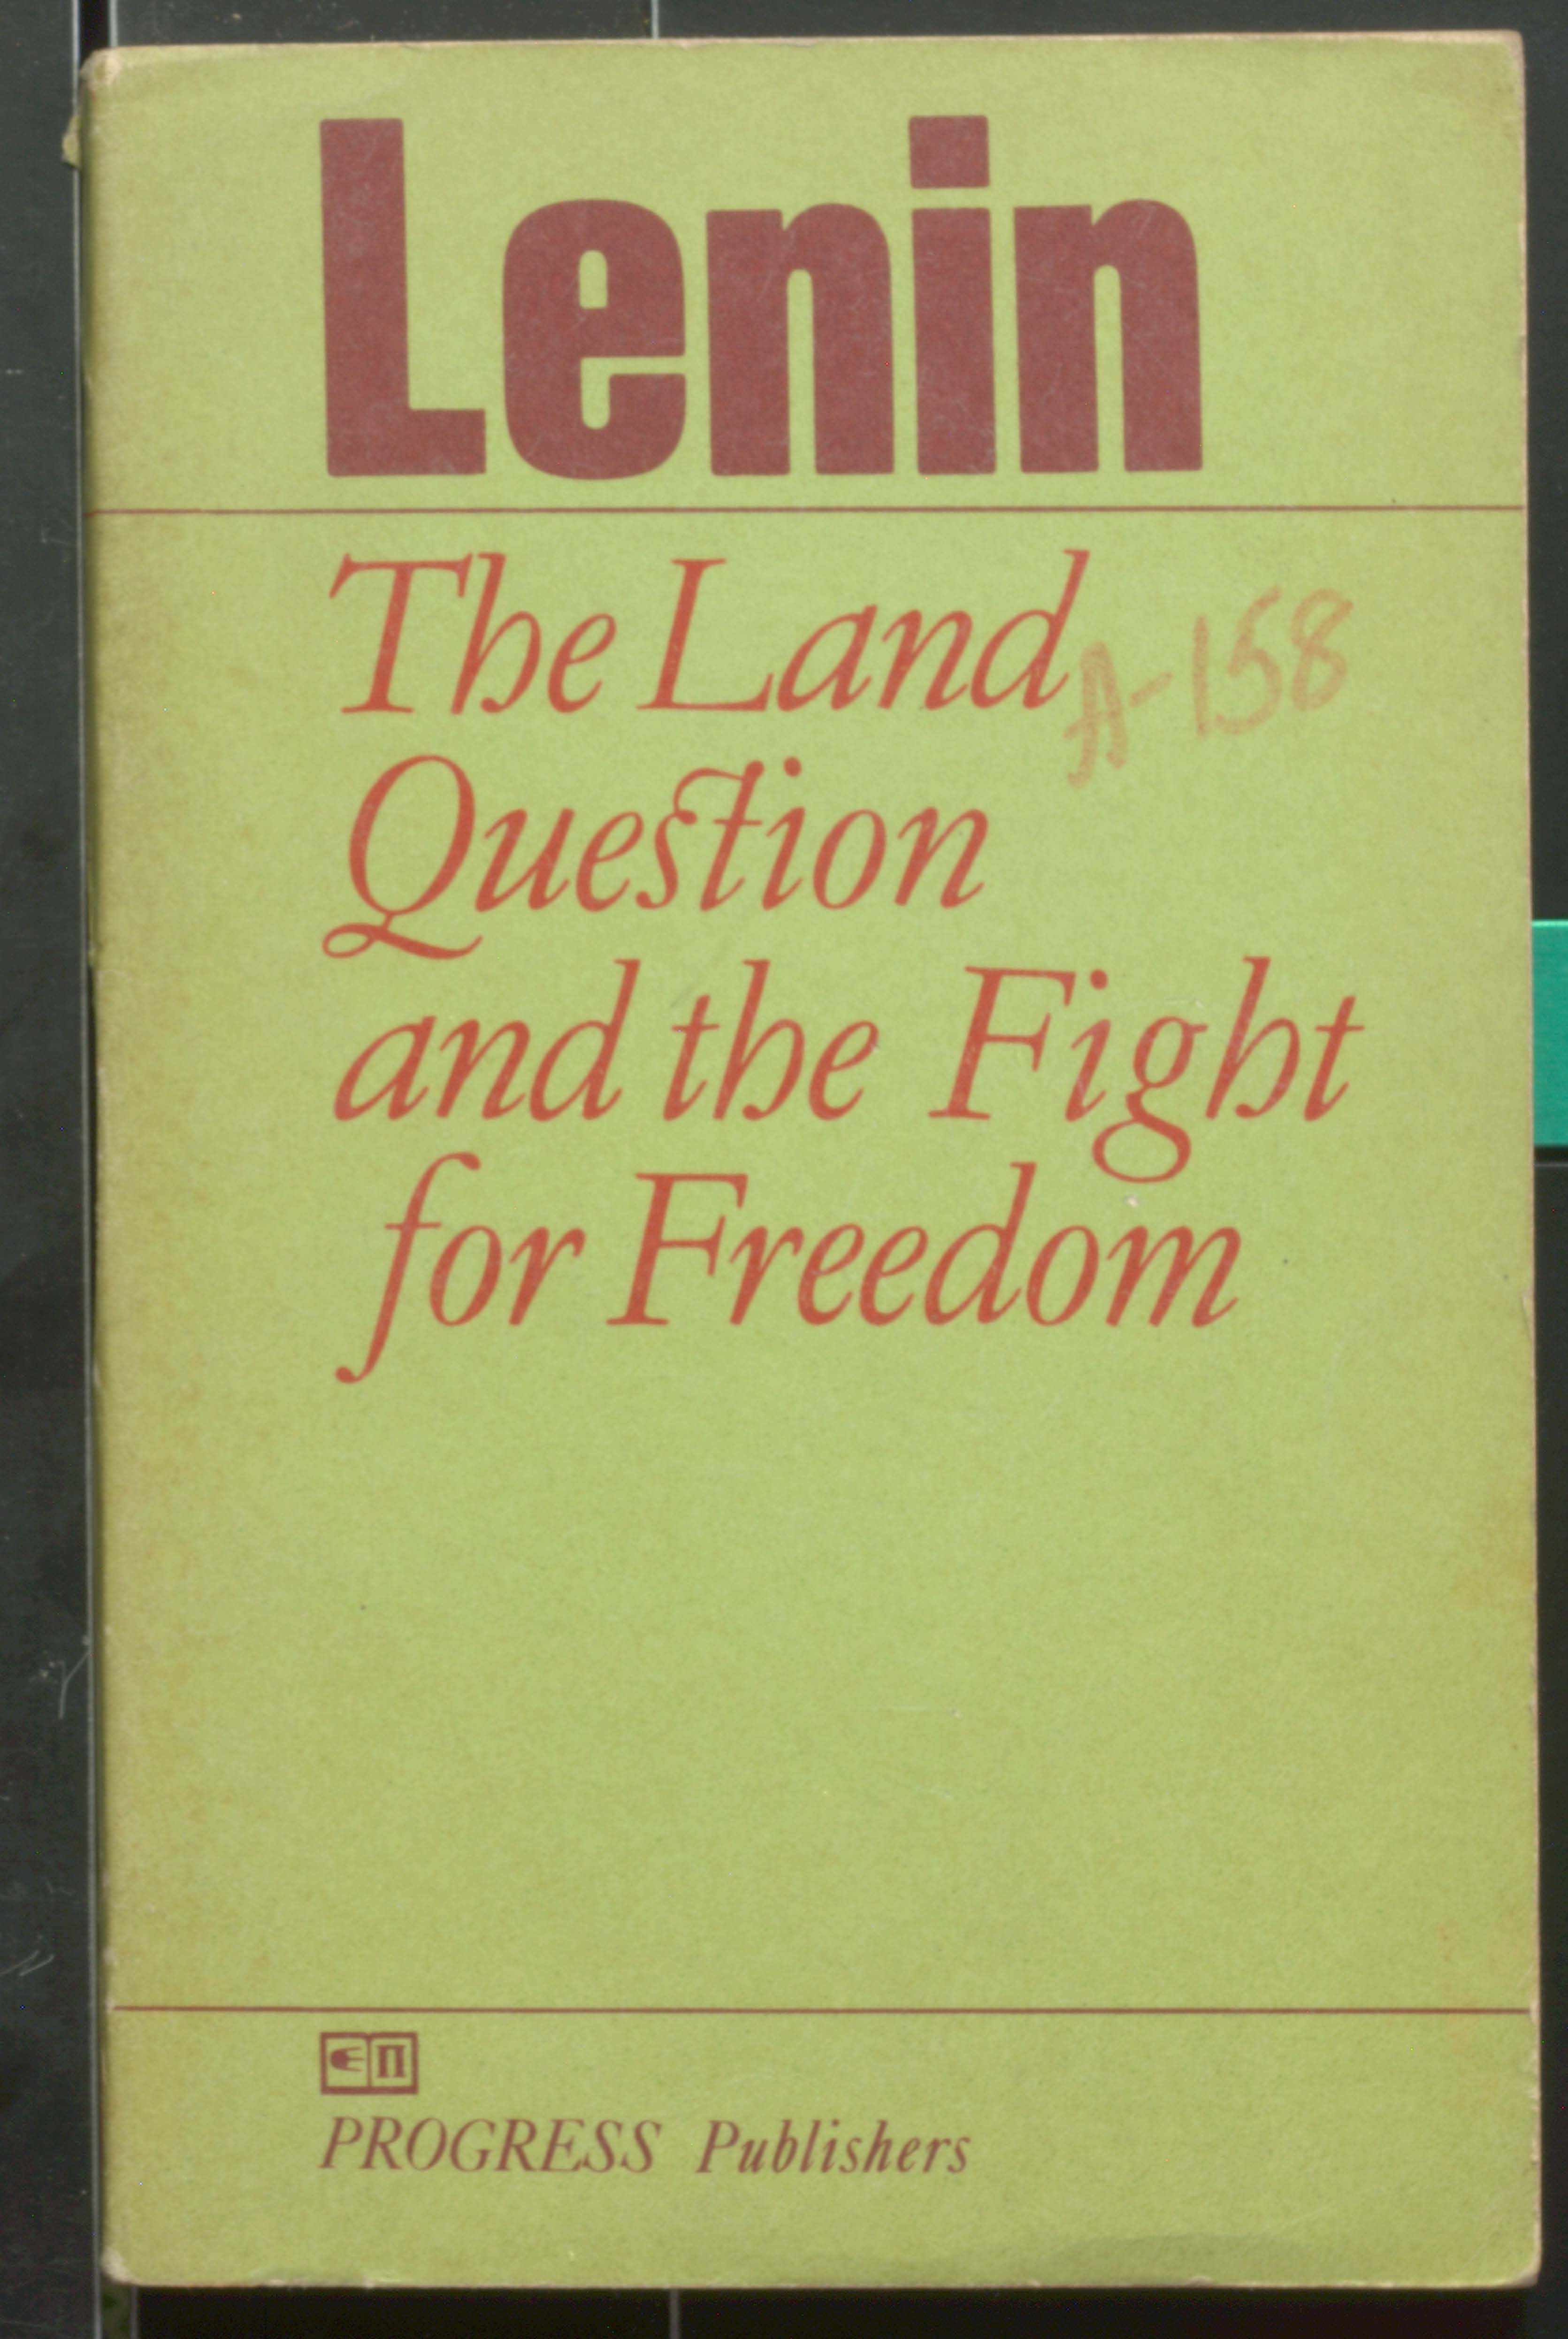 Lenin
The Land
A-158
Question
and the Fight
for Freedom
П
PROGRESS Publishers